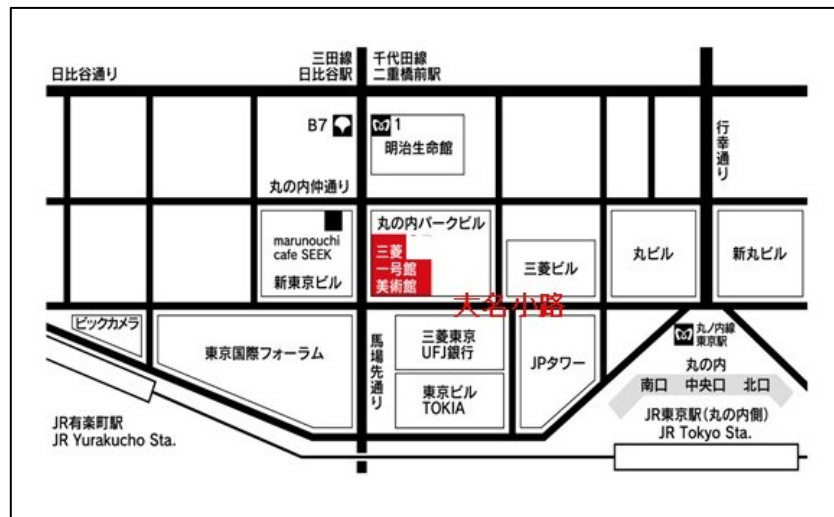 三田線
日比谷駅
千代田線
二重橋前駅
日比谷通り
B7
1
明治生命館
行幸通り
丸の内仲通り
marunouchi
cafe SEEK
新東京ビル
丸の内パークビル
三菱
一号館
美術館
三菱ビル
丸ビル
新丸ビル
大名小路
ビックカメラ
東京国際フォーラム
馬場先通り
三菱東京
UFJ銀行
東京ビル
TOKIA
JPタワー
丸ノ内線
東京駅
丸の内
南口 中央口 北口
JR有楽町駅
JR Yurakucho Sta.
JR東京駅(丸の内側)
JR Tokyo Sta.